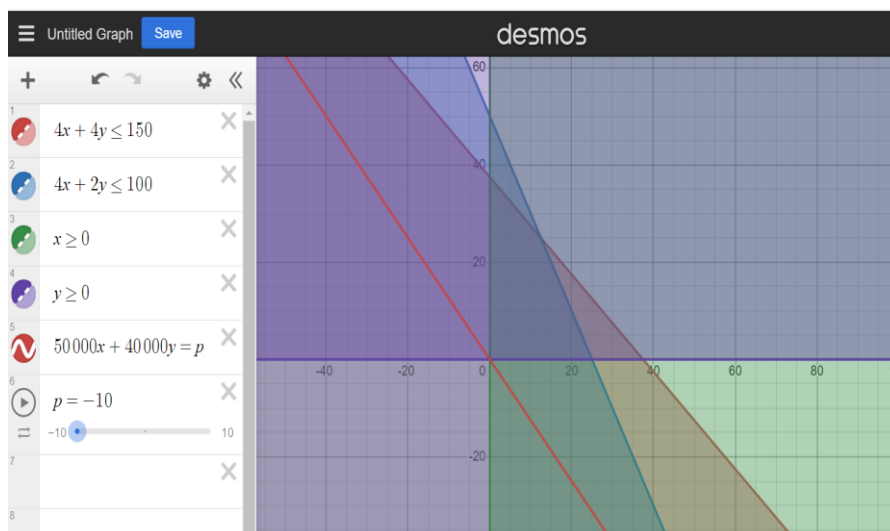 Untitled Graph Save desmos
1
4x + 4y ≤ 150
2
4x + 2y ≤ 100
3
x ≥ 0
4
y ≥ 0
5
50000x + 40000y = p
6
p = −10
-10 10
7
8
60
40
20
-40 -20 0 20 40 60 80
-20